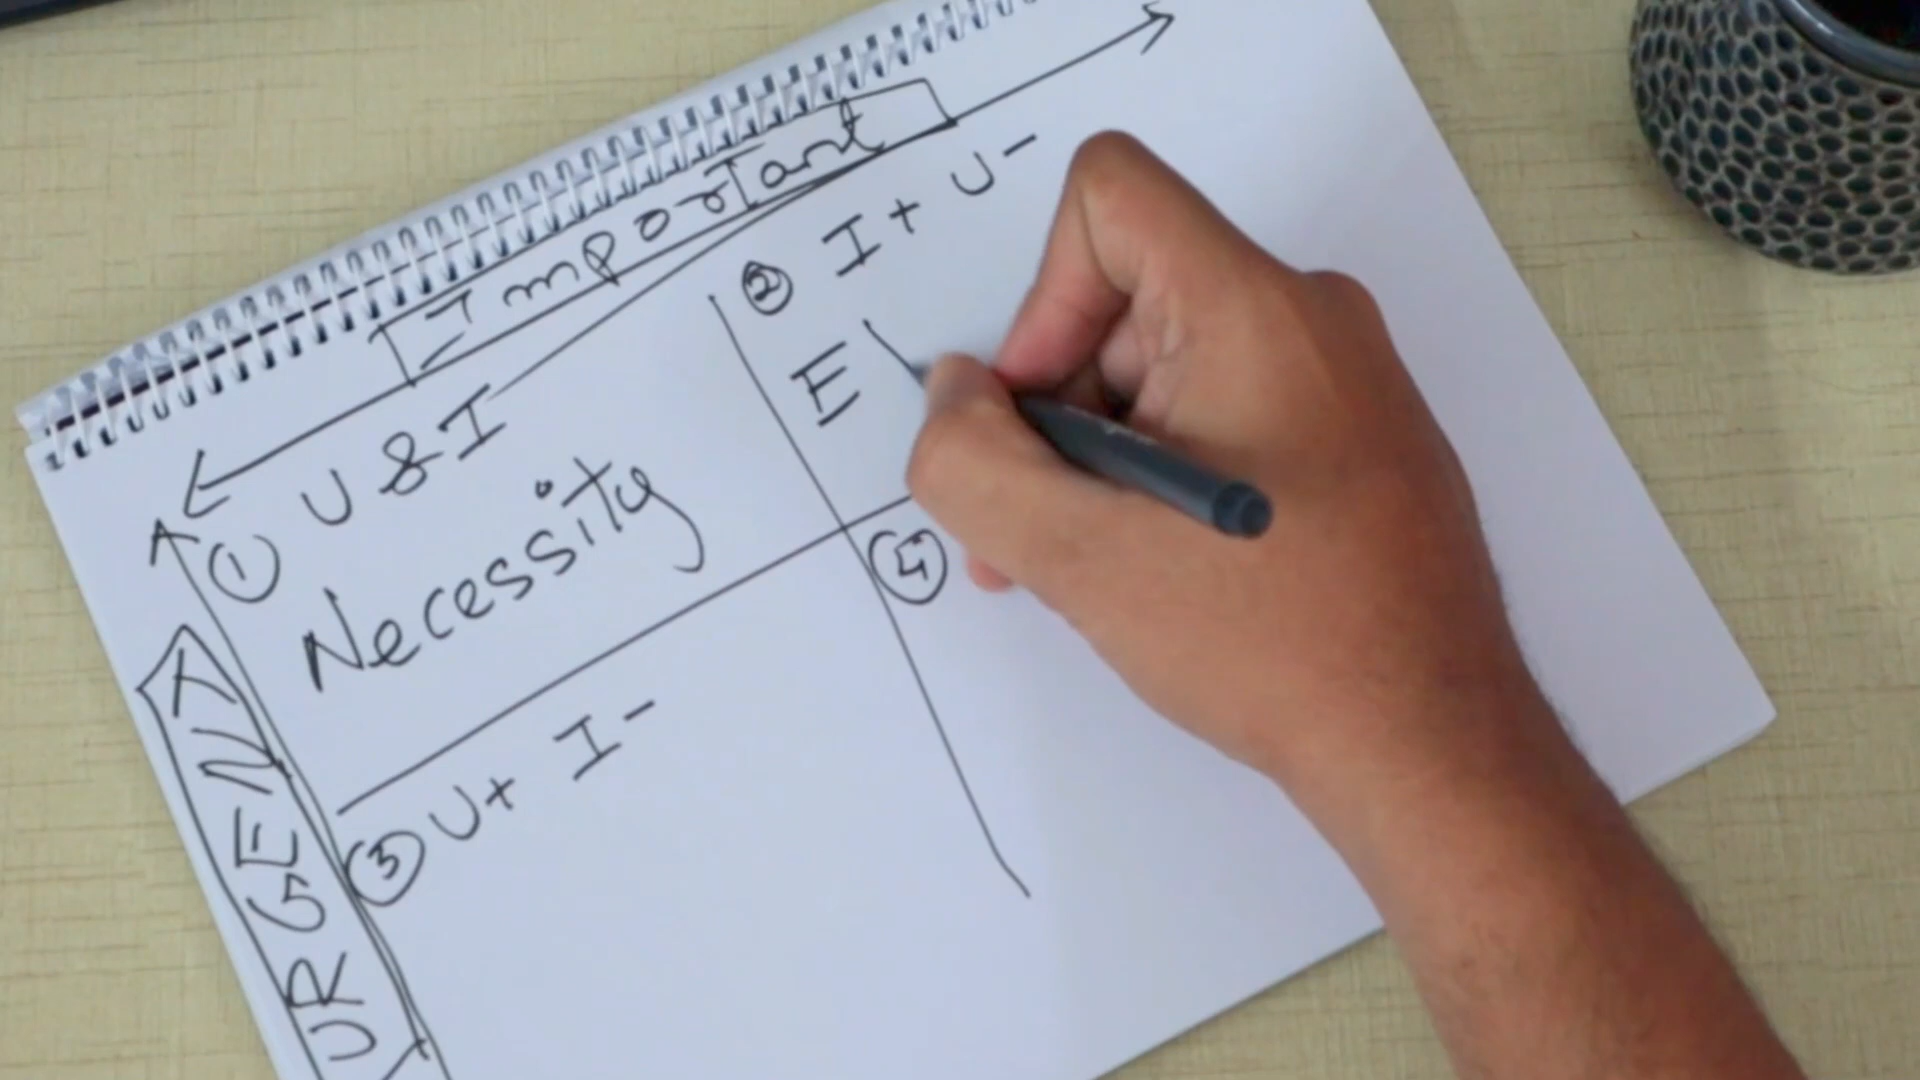 Important
② I+ U-
① U & I
E
Necessity
④
③ U+ I-
URGENT